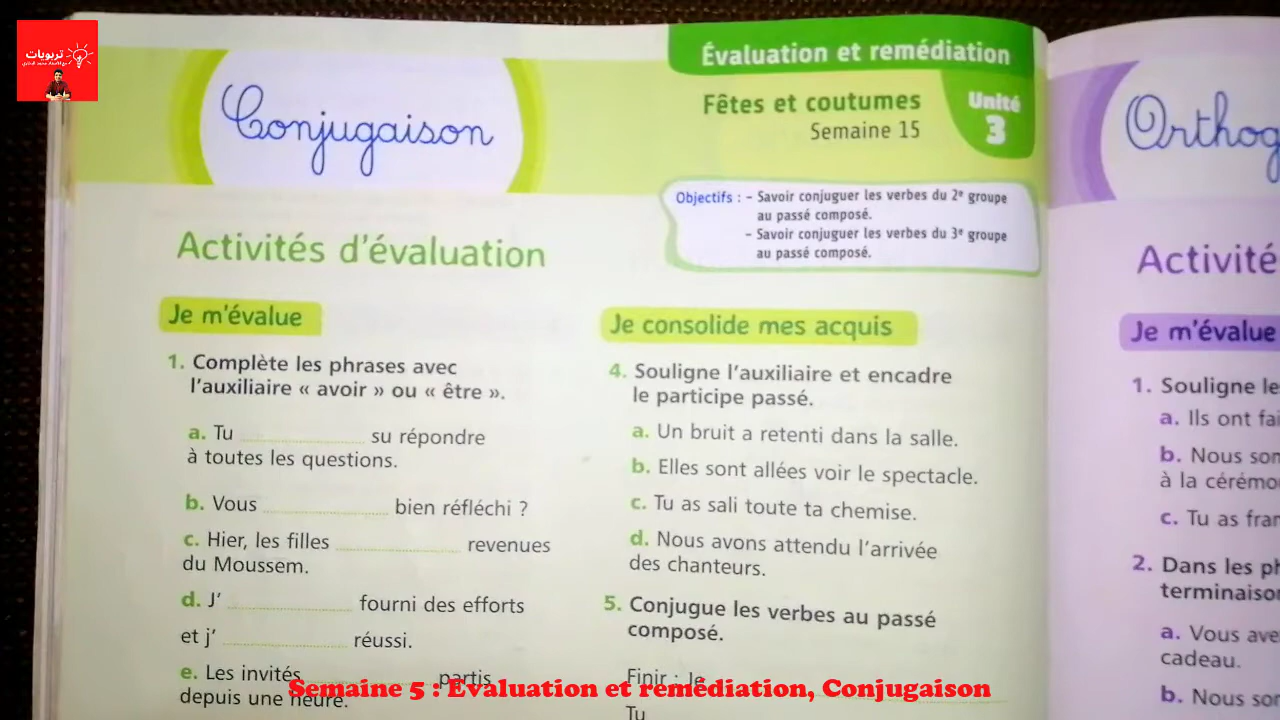 تربويات
Évaluation et remédiation
Conjugaison
Fêtes et coutumes
Semaine 15
Unité
3
Objectifs : - Savoir conjuguer les verbes du 2e groupe
au passé composé.
- Savoir conjuguer les verbes du 3e groupe
au passé composé.
Activités d'évaluation
Je m'évalue
1. Complète les phrases avec
l'auxiliaire « avoir » ou « être ».
a. Tu ............ su répondre
à toutes les questions.
b. Vous ............ bien réfléchi ?
c. Hier, les filles ............ revenues
du Moussem.
d. J' ............ fourni des efforts
et j' ............ réussi.
e. Les invités ............ partis
depuis une heure.
Je consolide mes acquis
4. Souligne l'auxiliaire et encadre
le participe passé.
a. Un bruit a retenti dans la salle.
b. Elles sont allées voir le spectacle.
c. Tu as sali toute ta chemise.
d. Nous avons attendu l'arrivée
des chanteurs.
5. Conjugue les verbes au passé
composé.
Finir : Je
Tu
Orthog
Activité
Je m'évalue
1. Souligne le
a. Ils ont fai
b. Nous som
à la cérémo
c. Tu as fran
2. Dans les ph
terminaison
a. Vous ave
cadeau.
b. Nous som
Semaine 5 : Evaluation et remédiation, Conjugaison